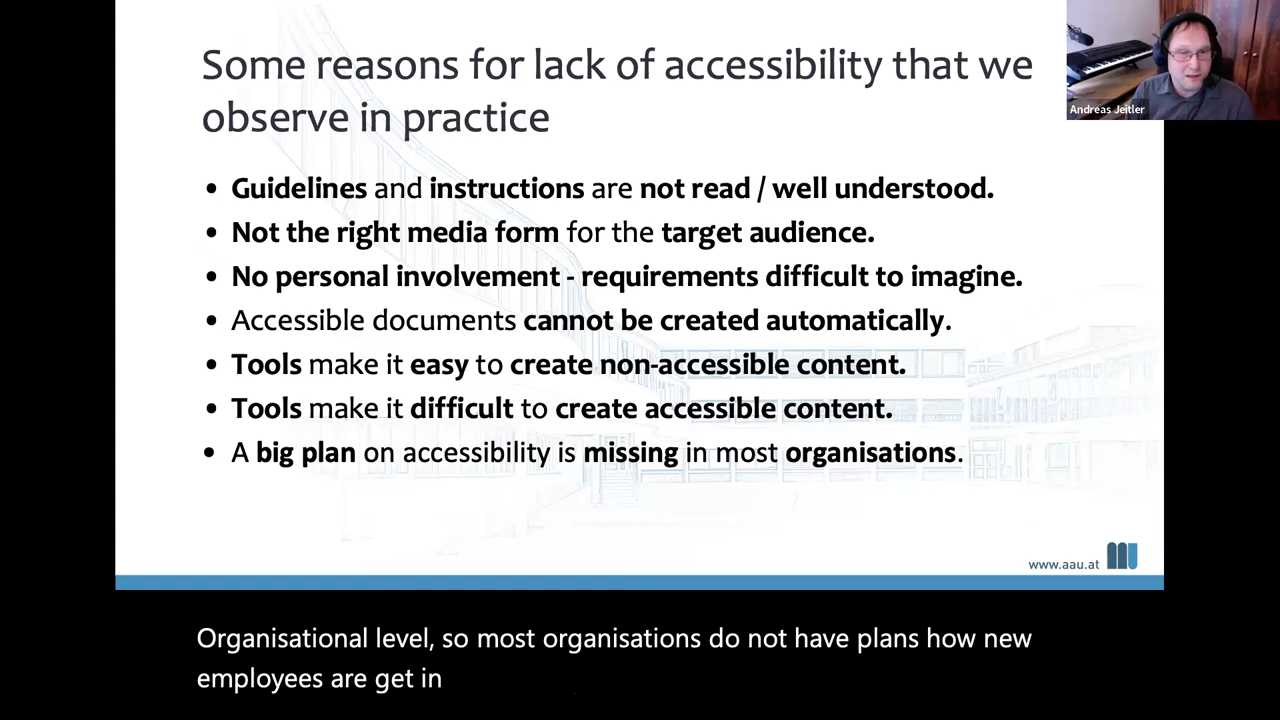 Some reasons for lack of accessibility that we
observe in practice
Andreas Jeitler
• Guidelines and instructions are not read / well understood.
• Not the right media form for the target audience.
• No personal involvement - requirements difficult to imagine.
• Accessible documents cannot be created automatically.
• Tools make it easy to create non-accessible content.
• Tools make it difficult to create accessible content.
• A big plan on accessibility is missing in most organisations.
www.aau.at
Organisational level, so most organisations do not have plans how new
employees are get in